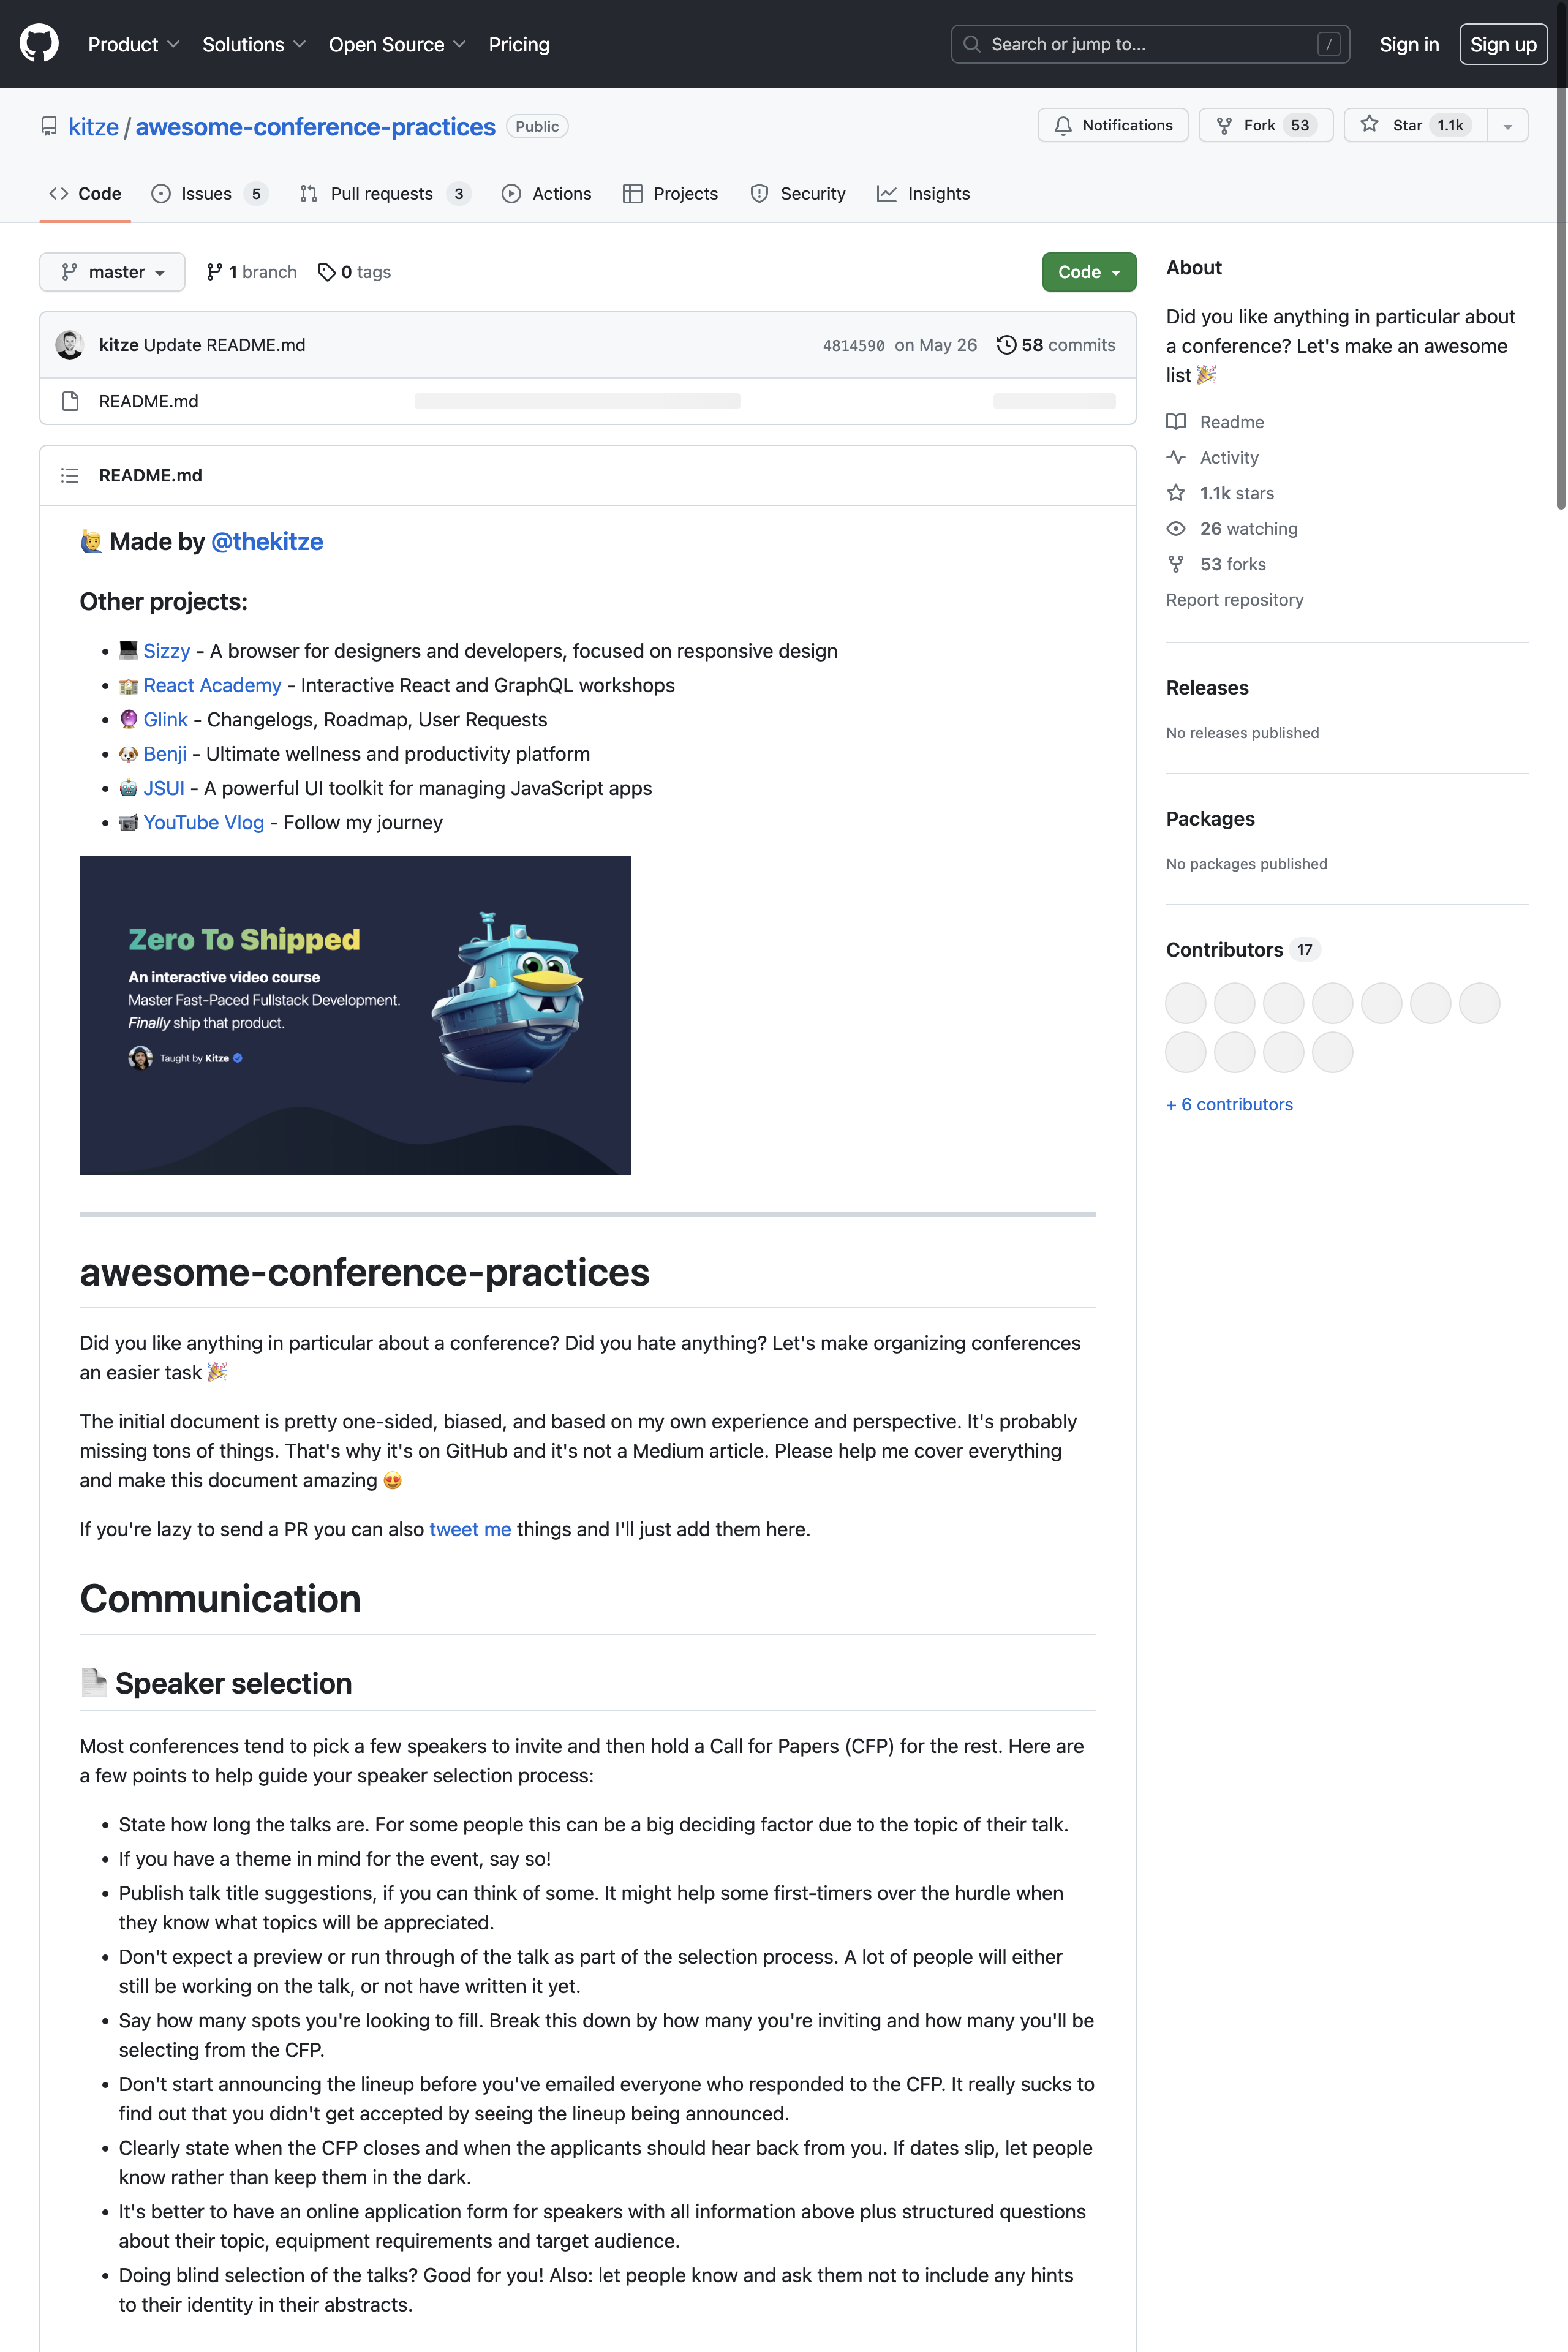 Product Solutions Open Source Pricing Search or jump to... / Sign in Sign up
kitze / awesome-conference-practices Public Notifications Fork 53 Star 1.1k
Code Issues 5 Pull requests 3 Actions Projects Security Insights
master 1 branch 0 tags Code
kitze Update README.md 4814590 on May 26 58 commits
README.md
README.md
🙋‍♂️ Made by @thekitze
Other projects:
• 💻 Sizzy - A browser for designers and developers, focused on responsive design
• 🏫 React Academy - Interactive React and GraphQL workshops
• 🔮 Glink - Changelogs, Roadmap, User Requests
• 🐶 Benji - Ultimate wellness and productivity platform
• 🤖 JSUI - A powerful UI toolkit for managing JavaScript apps
• 📹 YouTube Vlog - Follow my journey
Zero To Shipped
An interactive video course
Master Fast-Paced Fullstack Development.
Finally ship that product.
Taught by Kitze
awesome-conference-practices
Did you like anything in particular about a conference? Did you hate anything? Let's make organizing conferences
an easier task 🎉
The initial document is pretty one-sided, biased, and based on my own experience and perspective. It's probably
missing tons of things. That's why it's on GitHub and it's not a Medium article. Please help me cover everything
and make this document amazing 😍
If you're lazy to send a PR you can also tweet me things and I'll just add them here.
Communication
📄 Speaker selection
Most conferences tend to pick a few speakers to invite and then hold a Call for Papers (CFP) for the rest. Here are
a few points to help guide your speaker selection process:
• State how long the talks are. For some people this can be a big deciding factor due to the topic of their talk.
• If you have a theme in mind for the event, say so!
• Publish talk title suggestions, if you can think of some. It might help some first-timers over the hurdle when
they know what topics will be appreciated.
• Don't expect a preview or run through of the talk as part of the selection process. A lot of people will either
still be working on the talk, or not have written it yet.
• Say how many spots you're looking to fill. Break this down by how many you're inviting and how many you'll be
selecting from the CFP.
• Don't start announcing the lineup before you've emailed everyone who responded to the CFP. It really sucks to
find out that you didn't get accepted by seeing the lineup being announced.
• Clearly state when the CFP closes and when the applicants should hear back from you. If dates slip, let people
know rather than keep them in the dark.
• It's better to have an online application form for speakers with all information above plus structured questions
about their topic, equipment requirements and target audience.
• Doing blind selection of the talks? Good for you! Also: let people know and ask them not to include any hints
to their identity in their abstracts.
About
Did you like anything in particular about
a conference? Let's make an awesome
list 🎉
Readme
Activity
1.1k stars
26 watching
53 forks
Report repository
Releases
No releases published
Packages
No packages published
Contributors 17
+ 6 contributors